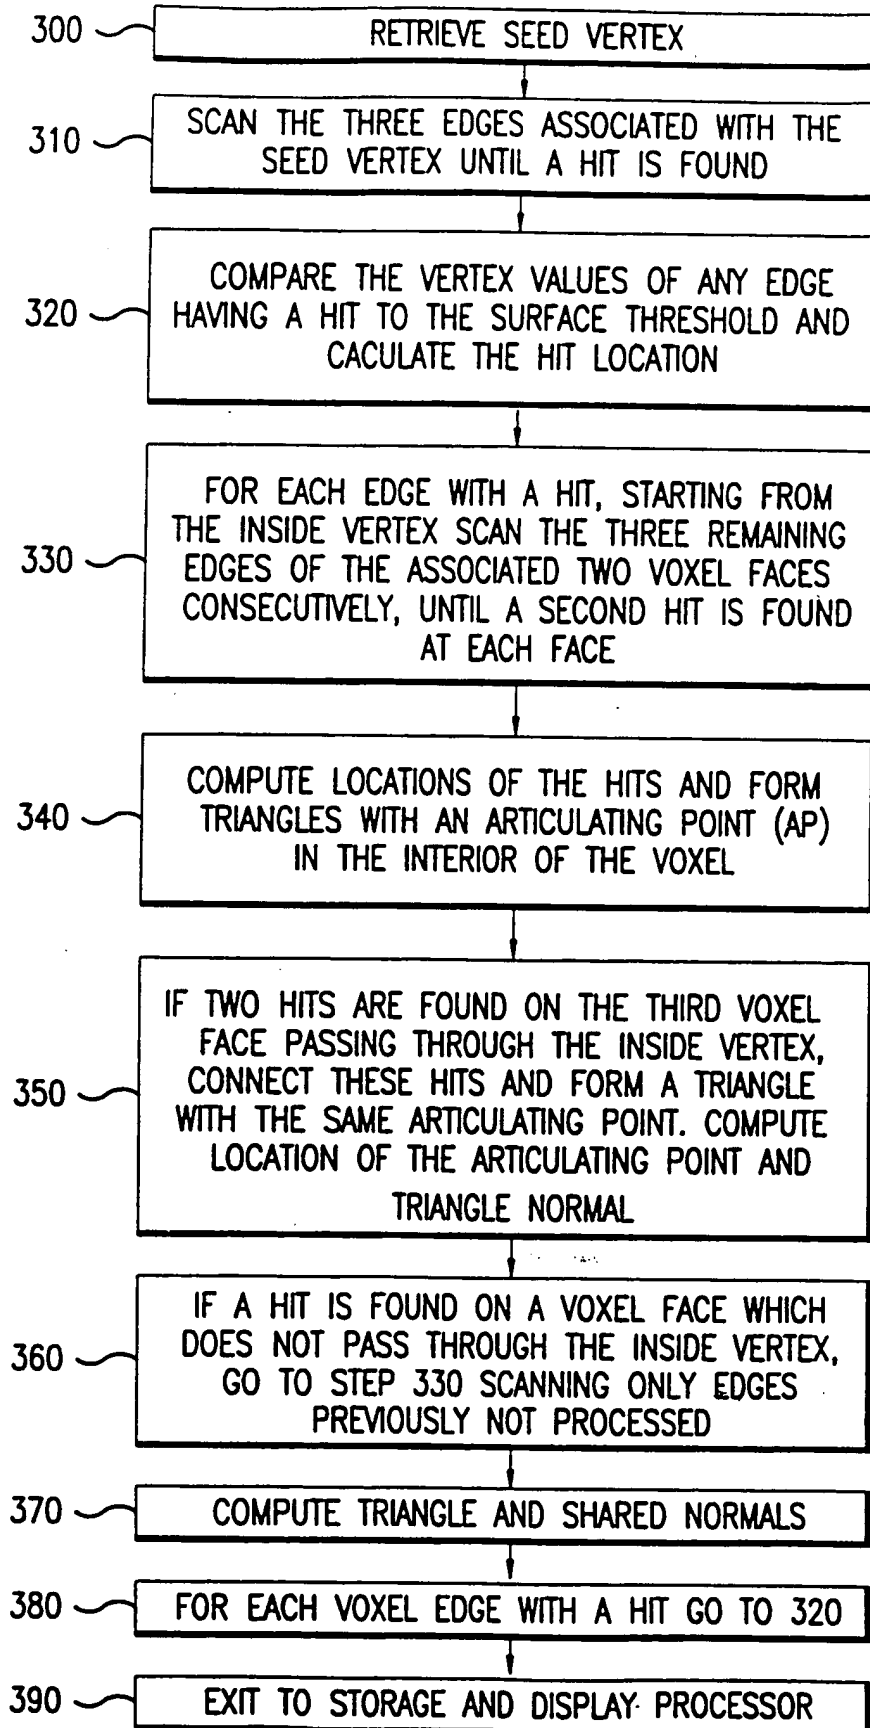 300
RETRIEVE SEED VERTEX
310
SCAN THE THREE EDGES ASSOCIATED WITH THE
SEED VERTEX UNTIL A HIT IS FOUND
320
COMPARE THE VERTEX VALUES OF ANY EDGE
HAVING A HIT TO THE SURFACE THRESHOLD AND
CACULATE THE HIT LOCATION
330
FOR EACH EDGE WITH A HIT, STARTING FROM
THE INSIDE VERTEX SCAN THE THREE REMAINING
EDGES OF THE ASSOCIATED TWO VOXEL FACES
CONSECUTIVELY, UNTIL A SECOND HIT IS FOUND
AT EACH FACE
340
COMPUTE LOCATIONS OF THE HITS AND FORM
TRIANGLES WITH AN ARTICULATING POINT (AP)
IN THE INTERIOR OF THE VOXEL
350
IF TWO HITS ARE FOUND ON THE THIRD VOXEL
FACE PASSING THROUGH THE INSIDE VERTEX,
CONNECT THESE HITS AND FORM A TRIANGLE
WITH THE SAME ARTICULATING POINT. COMPUTE
LOCATION OF THE ARTICULATING POINT AND
TRIANGLE NORMAL
360
IF A HIT IS FOUND ON A VOXEL FACE WHICH
DOES NOT PASS THROUGH THE INSIDE VERTEX,
GO TO STEP 330 SCANNING ONLY EDGES
PREVIOUSLY NOT PROCESSED
370
COMPUTE TRIANGLE AND SHARED NORMALS
380
FOR EACH VOXEL EDGE WITH A HIT GO TO 320
390
EXIT TO STORAGE AND DISPLAY PROCESSOR